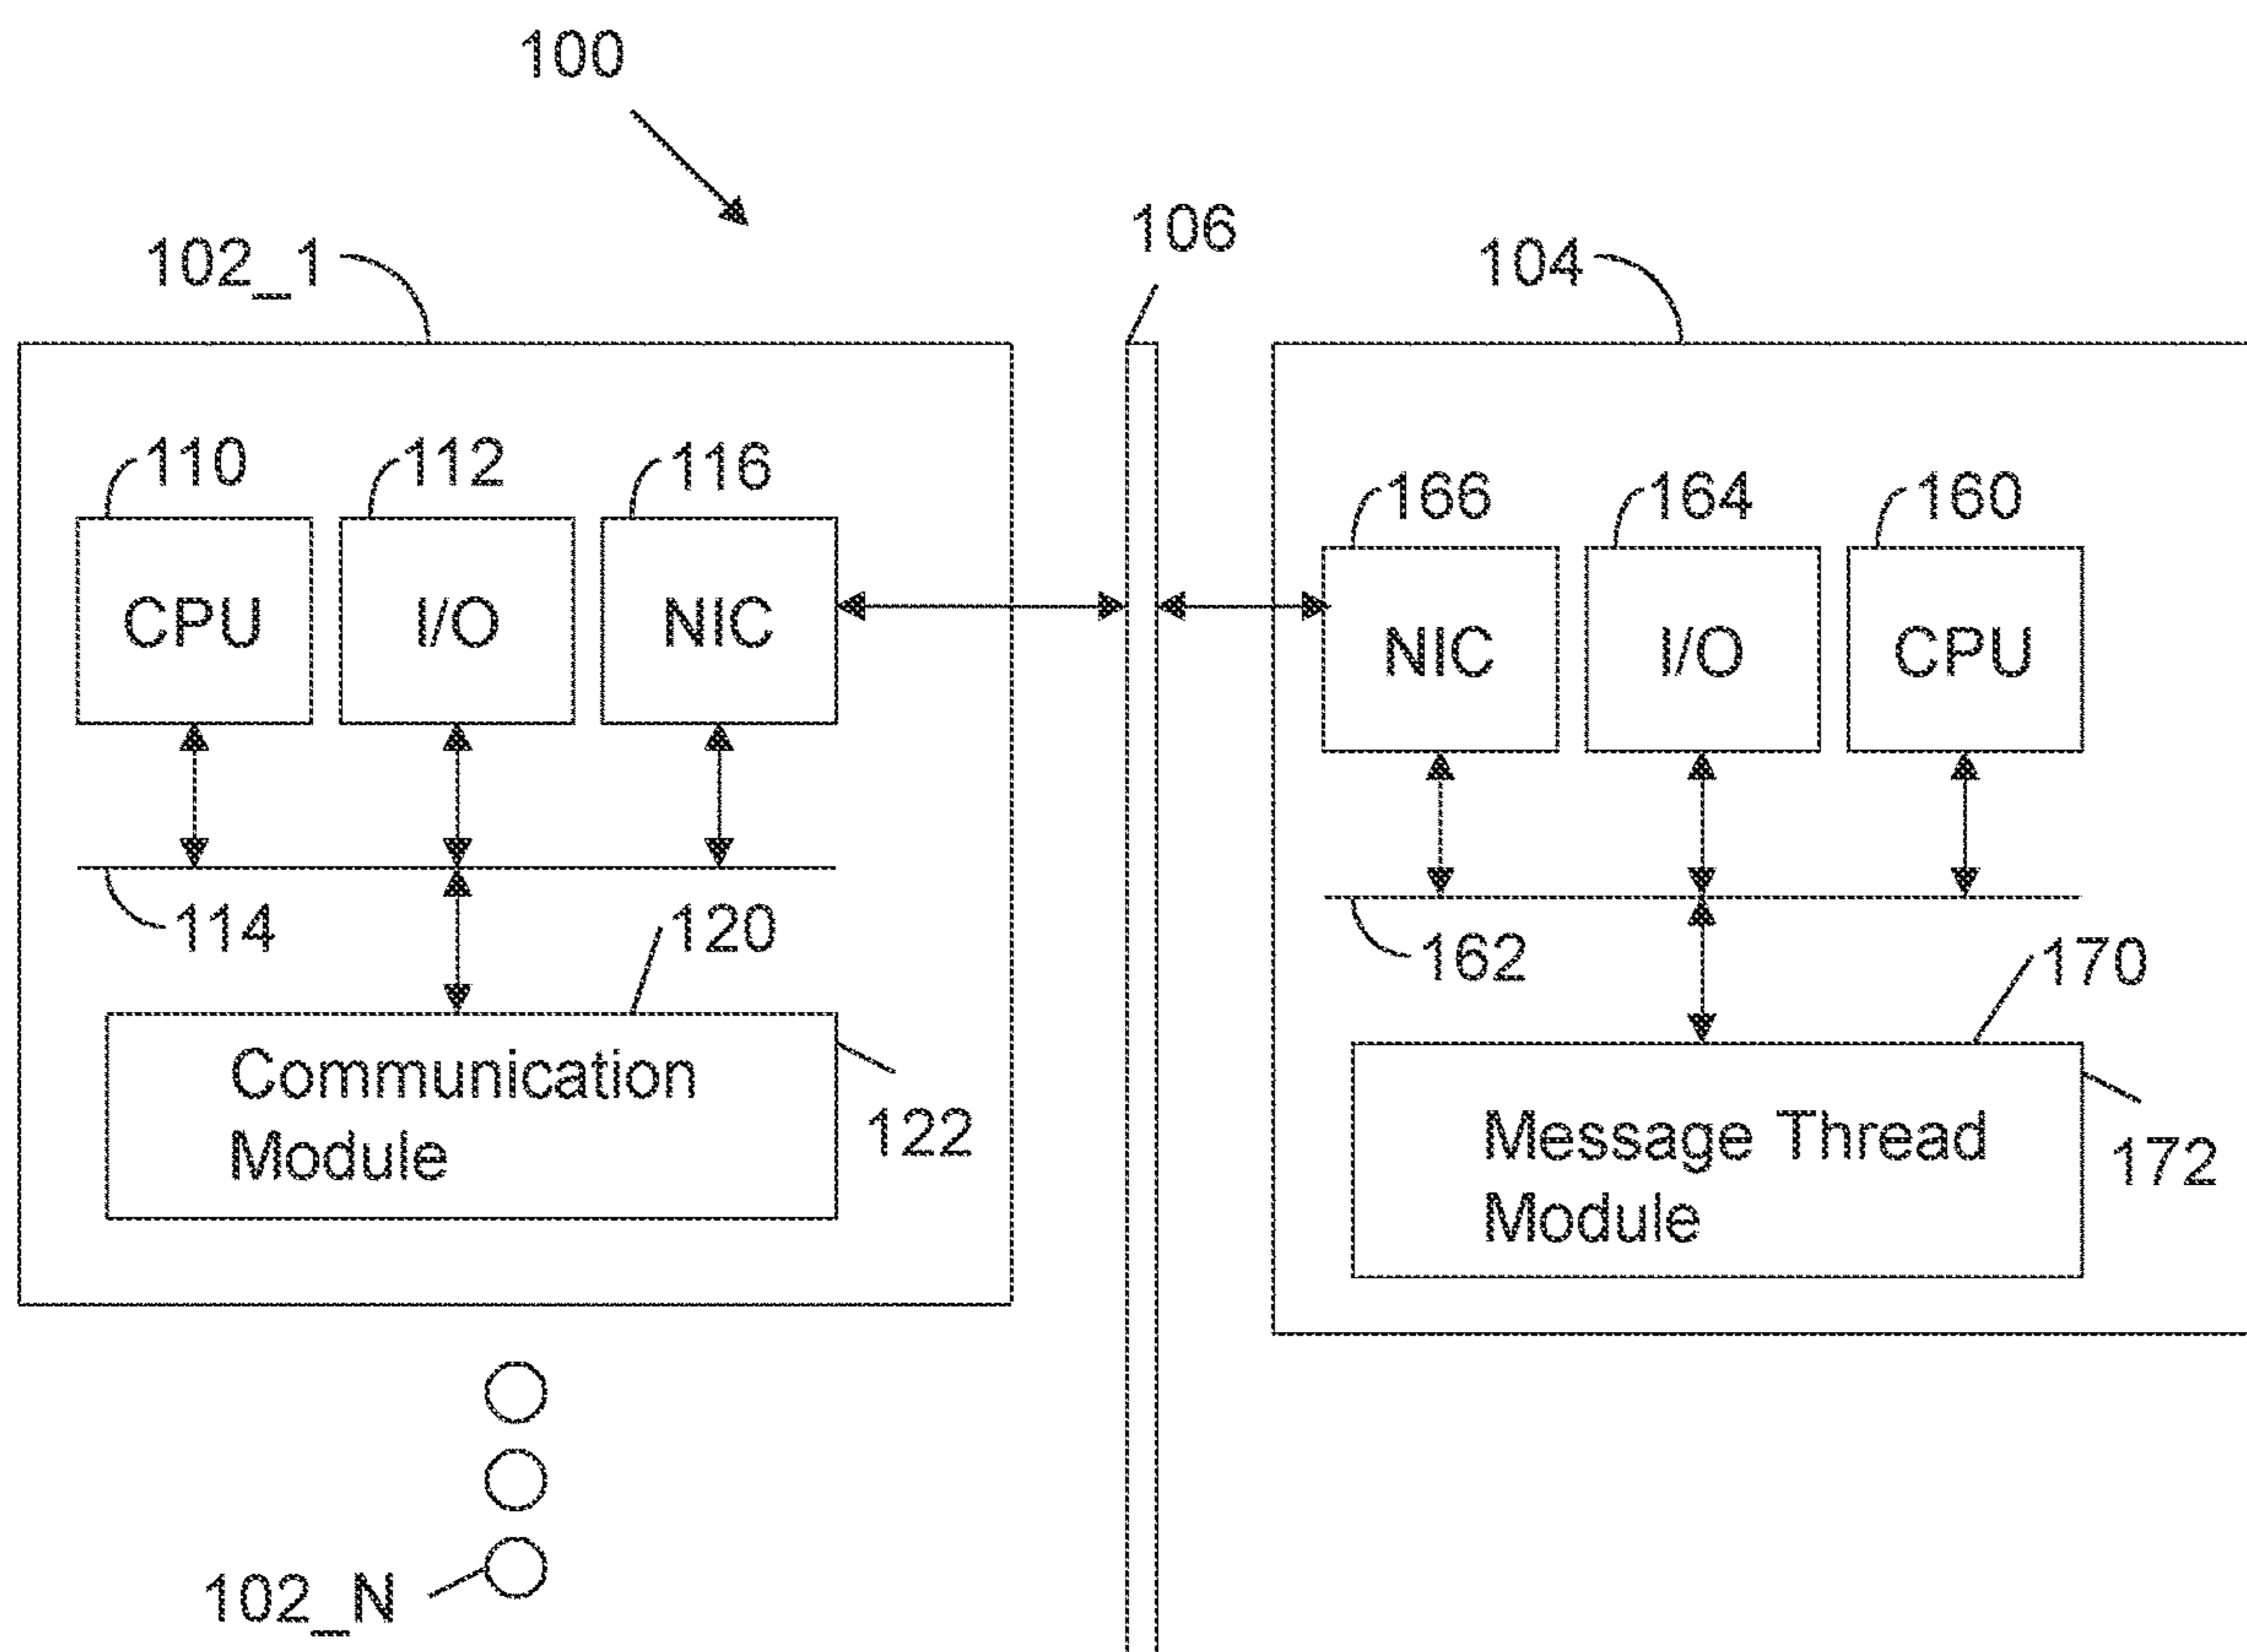 100
102_1
106
104
110
112
116
166
164
160
CPU
I/O
NIC
NIC
I/O
CPU
114
120
162
170
Communication
Module
122
Message Thread
Module
172
102_N